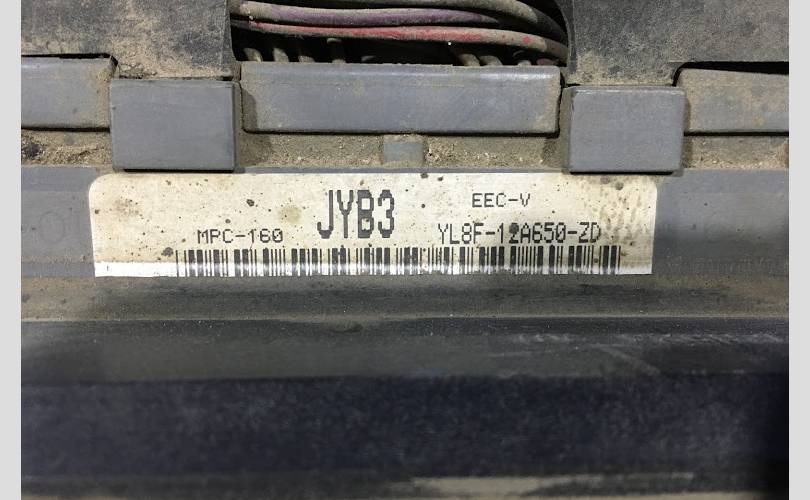 EEC-V
JYB3
MPC-160
YL8F-12A650-ZD